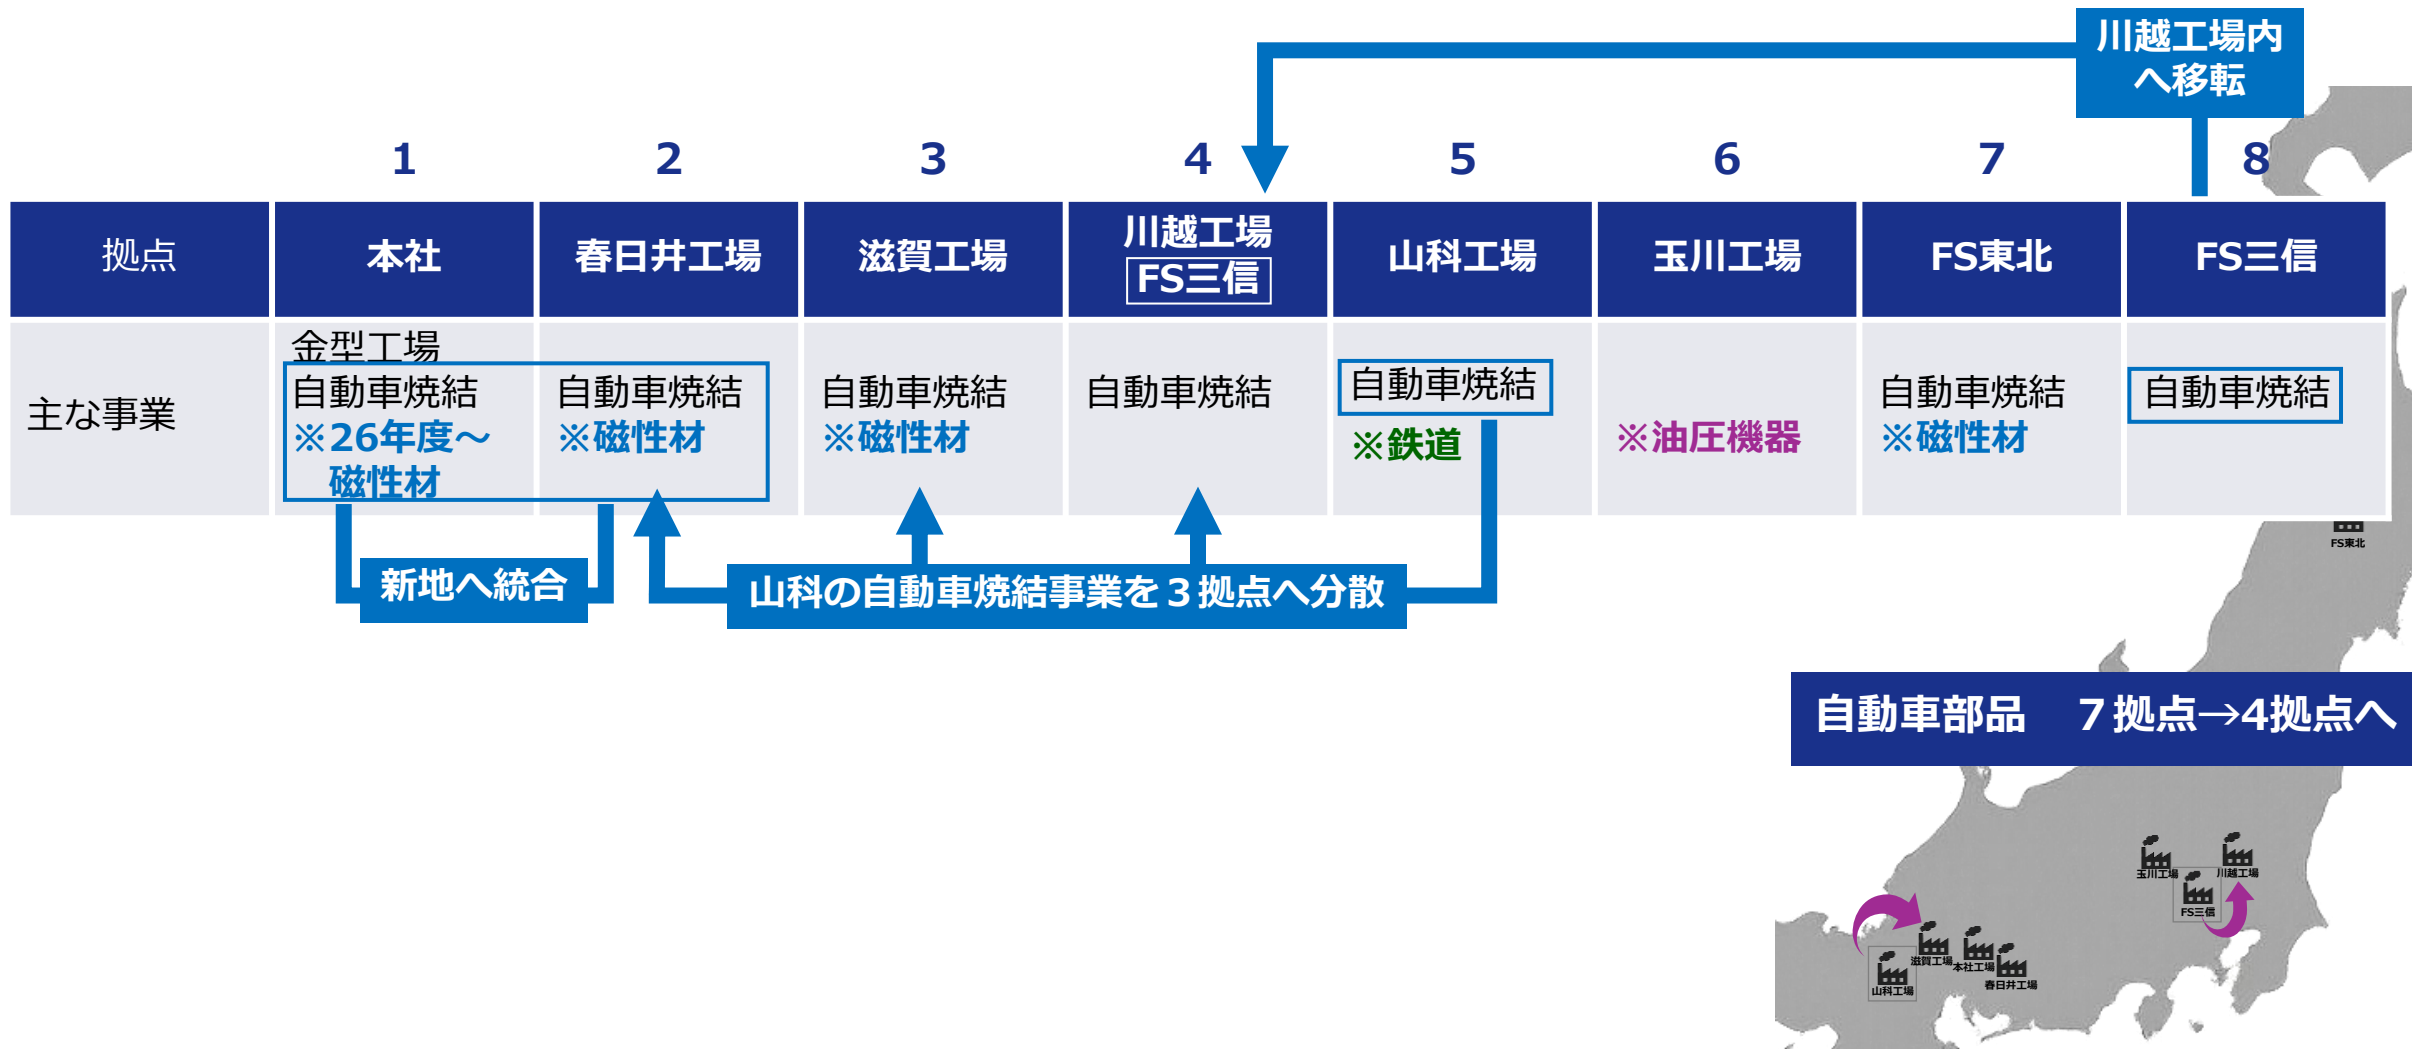 川越工場内
へ移転
1 2 3 4 5 6 7 8
拠点 本社 春日井工場 滋賀工場 川越工場 山科工場 玉川工場 FS東北 FS三信
FS三信
金型工場
主な事業
自動車焼結
※26年度～
磁性材
自動車焼結
※磁性材
自動車焼結
※磁性材
自動車焼結
自動車焼結
※鉄道
※油圧機器
自動車焼結
※磁性材
自動車焼結
新地へ統合
山科の自動車焼結事業を３拠点へ分散
FS東北
自動車部品　７拠点→4拠点へ
玉川工場
川越工場
FS三信
滋賀工場
本社工場
春日井工場
山科工場